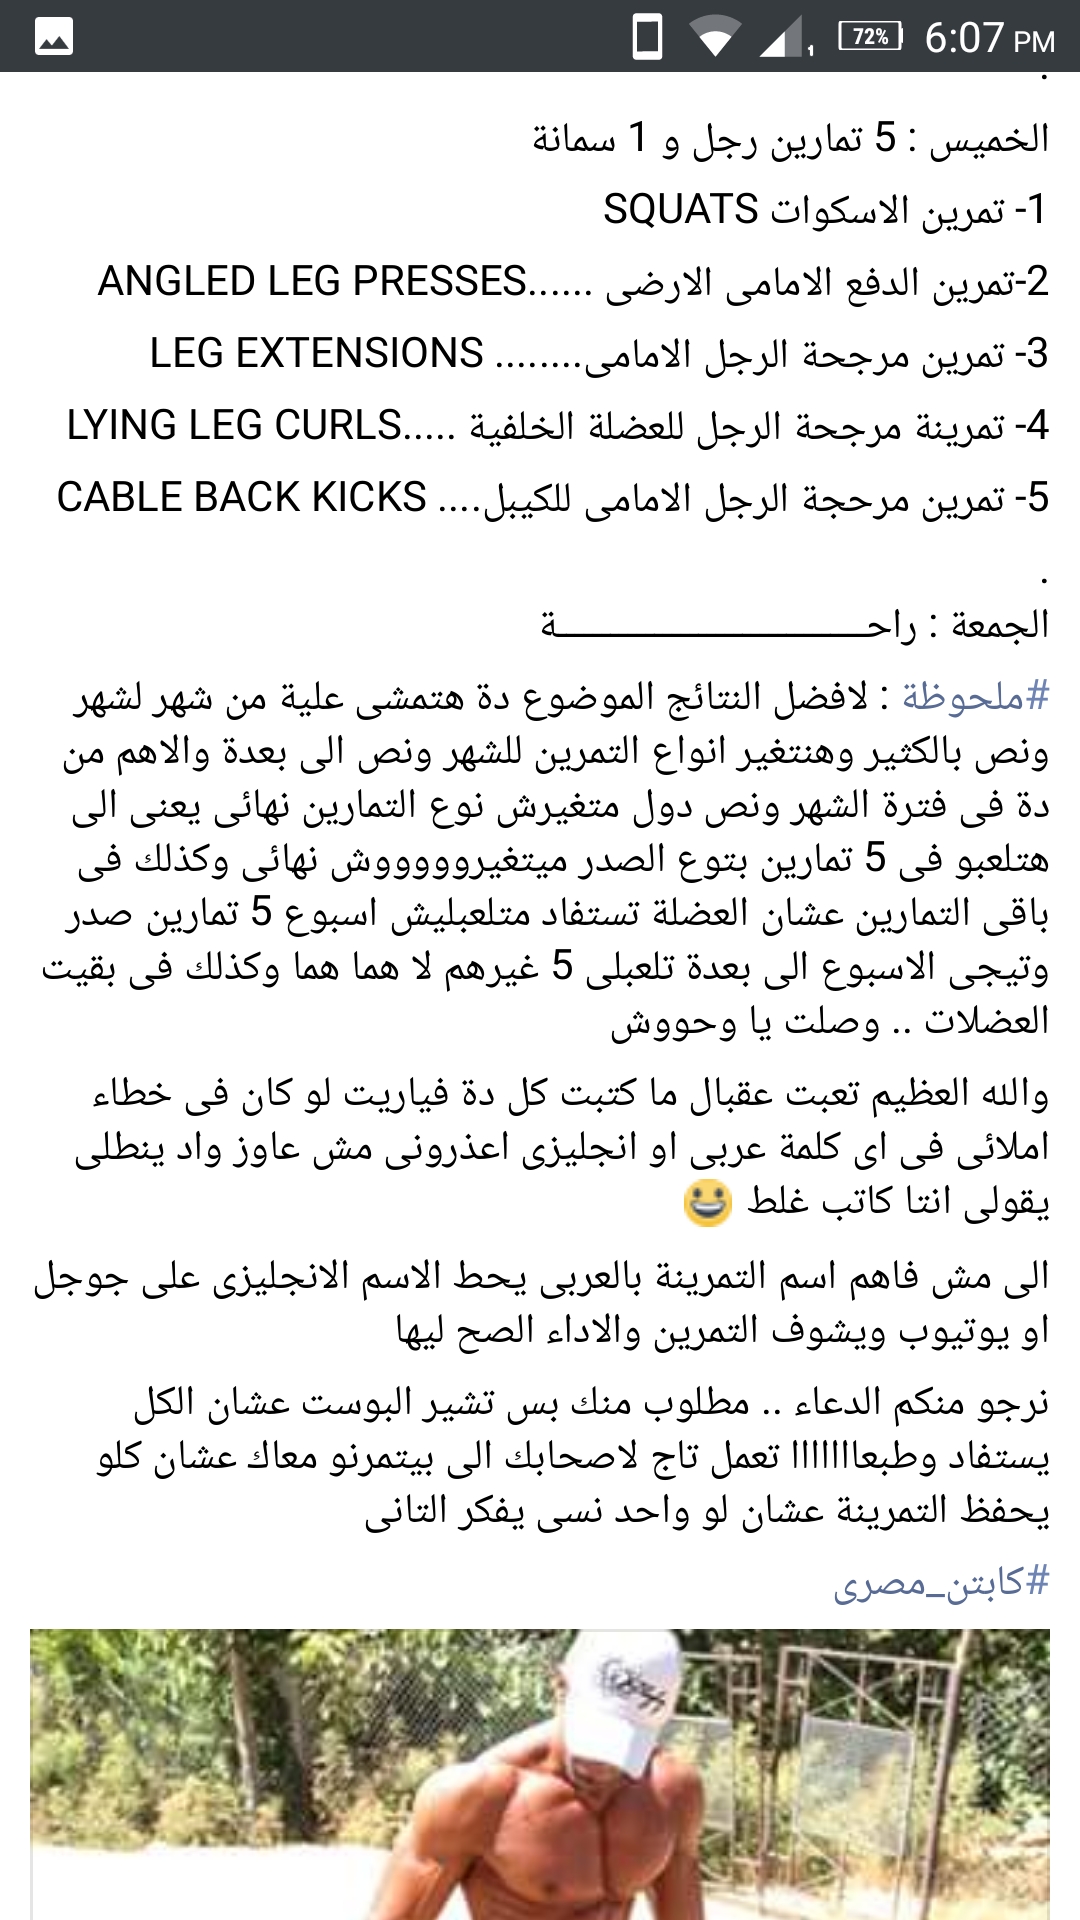 72% 6:07 PM
.
الخميس : 5 تمارين رجل و 1 سمانة
1- تمرين الاسكوات SQUATS
2-تمرين الدفع الامامى الارضى ......ANGLED LEG PRESSES
3- تمرين مرجحة الرجل الامامى........ LEG EXTENSIONS
4- تمرينة مرجحة الرجل للعضلة الخلفية .....LYING LEG CURLS
5- تمرين مرحجة الرجل الامامى للكيبل.... CABLE BACK KICKS
.
الجمعة : راحـــــــــــــــــــــــــــــة
#ملحوظة : لافضل النتائج الموضوع دة هتمشى علية من شهر لشهر
ونص بالكثير وهنتغير انواع التمرين للشهر ونص الى بعدة والاهم من
دة فى فترة الشهر ونص دول متغيرش نوع التمارين نهائى يعنى الى
هتلعبو فى 5 تمارين بتوع الصدر ميتغيروووووووش نهائى وكذلك فى
باقى التمارين عشان العضلة تستفاد متلعبليش اسبوع 5 تمارين صدر
وتيجى الاسبوع الى بعدة تلعبلى 5 غيرهم لا هما هما وكذلك فى بقيت
العضلات .. وصلت يا وحووش
والله العظيم تعبت عقبال ما كتبت كل دة فياريت لو كان فى خطاء
املائى فى اى كلمة عربى او انجليزى اعذرونى مش عاوز واد ينطلى
يقولى انتا كاتب غلط 😀
الى مش فاهم اسم التمرينة بالعربى يحط الاسم الانجليزى على جوجل
او يوتيوب ويشوف التمرين والاداء الصح ليها
نرجو منكم الدعاء .. مطلوب منك بس تشير البوست عشان الكل
يستفاد وطبعااااااا تعمل تاج لاصحابك الى بيتمرنو معاك عشان كلو
يحفظ التمرينة عشان لو واحد نسى يفكر التانى
#كابتن_مصرى